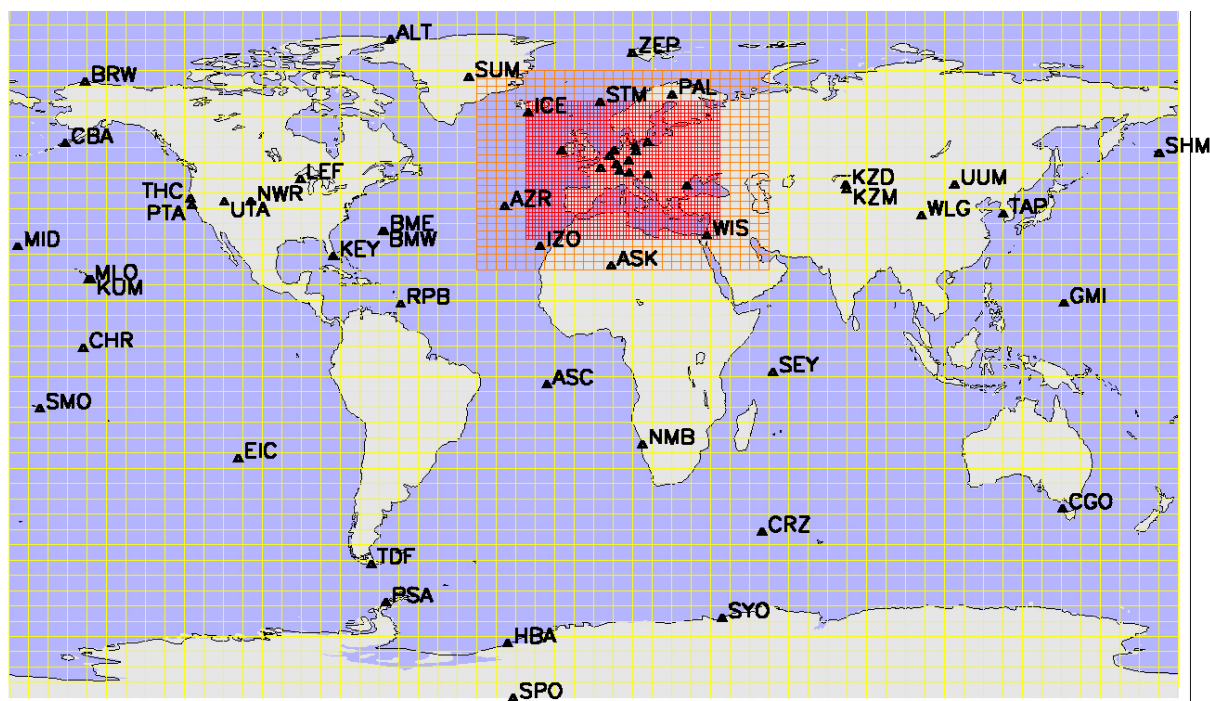 ALT
ZEP
BRW
SUM
PAL
STM
ICE
CBA
SHM
LEF
KZD
UUM
THC
NWR
KZM
PTA
UTA
AZR
WLG
TAP
BME
WIS
BMW
MID
KEY
IZO
ASK
MLO
KUM
RPB
GMI
CHR
SEY
ASC
SMO
NMB
EIC
CGO
CRZ
TDF
PSA
SYO
HBA
SPO